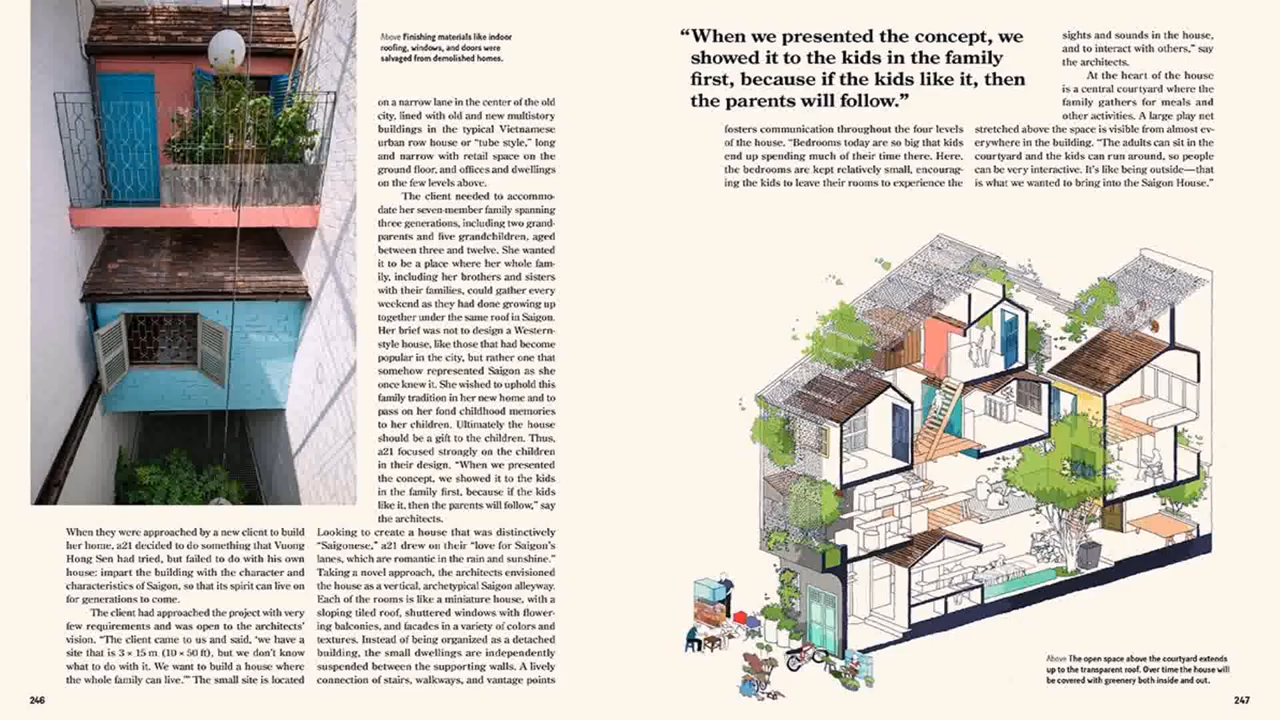 Above Finishing materials like indoor
roofing, windows, and doors were
salvaged from demolished homes.
When they were approached by a new client to build
her home, a21 decided to do something that Vuong
Hong Sen had tried, but failed to do with his own
house: impart the building with the character and
characteristics of Saigon, so that its spirit can live on
for generations to come.
The client had approached the project with very
few requirements and was open to the architects’
vision. “The client came to us and said, ‘we have a
site that is 3 × 15 m (10 × 50 ft), but we don’t know
what to do with it. We want to build a house where
the whole family can live.’” The small site is located
on a narrow lane in the center of the old
city, lined with old and new multistory
buildings in the typical Vietnamese
urban row house or “tube style,” long
and narrow with retail space on the
ground floor, and offices and dwellings
on the few levels above.
The client needed to accommo-
date her seven-member family spanning
three generations, including two grand-
parents and five grandchildren, aged
between three and twelve. She wanted
it to be a place where her whole fam-
ily, including her brothers and sisters
with their families, could gather every
weekend as they had done growing up
together under the same roof in Saigon.
Her brief was not to design a Western-
style house, like those that had become
popular in the city, but rather one that
somehow represented Saigon as she
once knew it. She wished to uphold this
family tradition in her new home and to
pass on her fond childhood memories
to her children. Ultimately the house
should be a gift to the children. Thus,
a21 focused strongly on the children
in their design. “When we presented
the concept, we showed it to the kids
in the family first, because if the kids
like it, then the parents will follow,” say
the architects.
Looking to create a house that was distinctively
“Saigonese,” a21 drew on their “love for Saigon’s
lanes, which are romantic in the rain and sunshine.”
Taking a novel approach, the architects envisioned
the house as a vertical, archetypical Saigon alleyway.
Each of the rooms is like a miniature house, with a
sloping tiled roof, shuttered windows with flower-
ing balconies, and facades in a variety of colors and
textures. Instead of being organized as a detached
building, the small dwellings are independently
suspended between the supporting walls. A lively
connection of stairs, walkways, and vantage points
246
“When we presented the concept, we
showed it to the kids in the family
first, because if the kids like it, then
the parents will follow.”
fosters communication throughout the four levels
of the house. “Bedrooms today are so big that kids
end up spending much of their time there. Here,
the bedrooms are kept relatively small, encourag-
ing the kids to leave their rooms to experience the
sights and sounds in the house,
and to interact with others,” say
the architects.
At the heart of the house
is a central courtyard where the
family gathers for meals and
other activities. A large play net
stretched above the space is visible from almost ev-
erywhere in the building. “The adults can sit in the
courtyard and the kids can run around, so people
can be very interactive. It’s like being outside—that
is what we wanted to bring into the Saigon House.”
Above The open space above the courtyard extends
up to the transparent roof. Over time the house will
be covered with greenery both inside and out.
247